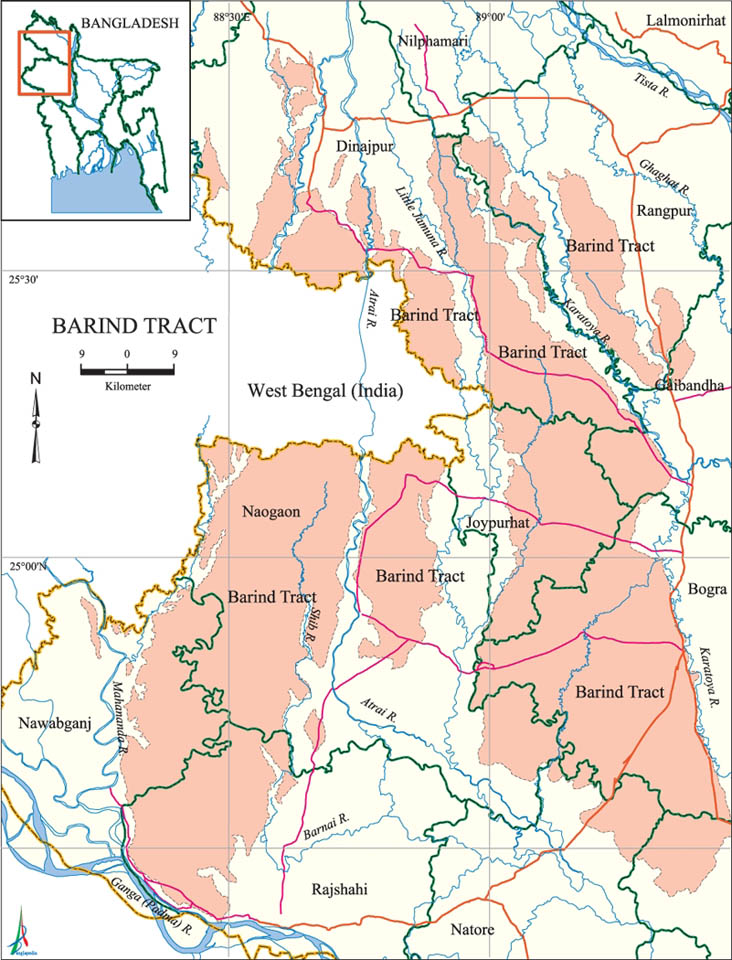 BANGLADESH
88°30'E
89°00'
Lalmonirhat
Nilphamari
Tista R.
Dinajpur
Ghaghat R.
Little Jamuna R.
Rangpur
Barind Tract
25°30'
Atrai R.
Karatoya R.
Barind Tract
BARIND TRACT
Barind Tract
9 0 9
Kilometer
N
West Bengal (India)
Gaibandha
Naogaon
Joypurhat
25°00'N
Barind Tract
Barind Tract
Bogra
Shib R.
Karatoya R.
Mahananda R.
Barind Tract
Nawabganj
Atrai R.
Barnai R.
Ganga (Padma) R.
Rajshahi
Natore